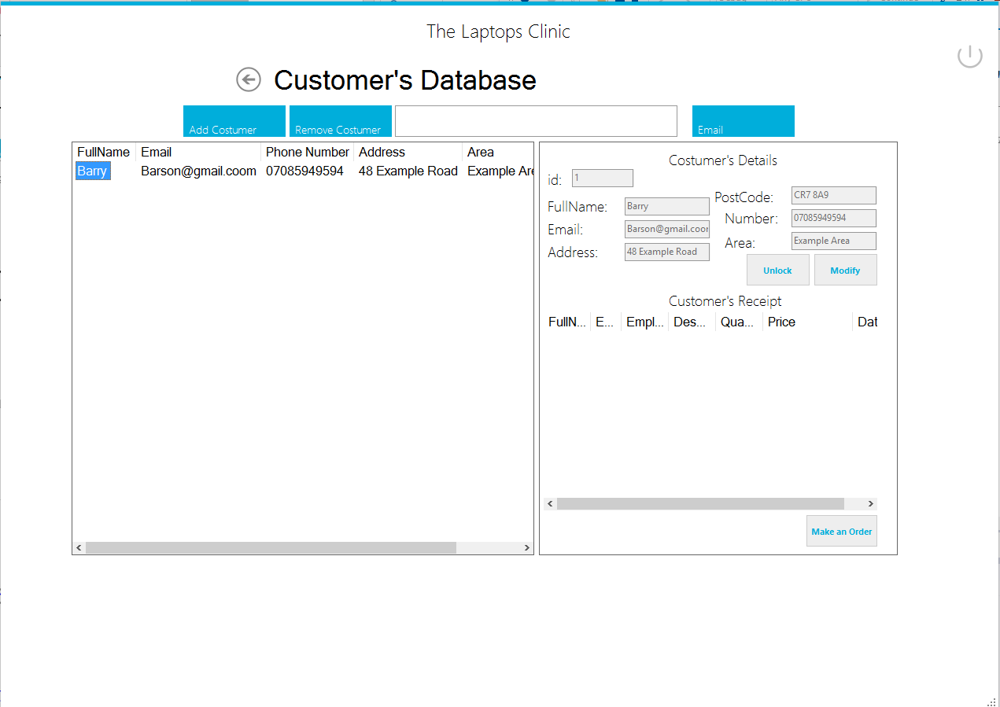 The Laptops Clinic
Customer's Database
Add Costumer Remove Costumer Email
FullName Email Phone Number Address Area
Barry Barson@gmail.coom 07085949594 48 Example Road Example Are
Costumer's Details
id: 1
PostCode: CR7 8A9
FullName: Barry
Number: 07085949594
Email: Barson@gmail.coor
Area: Example Area
Address: 48 Example Road
Unlock Modify
Customer's Receipt
FullN... E... Empl... Des... Qua... Price Dat
Make an Order